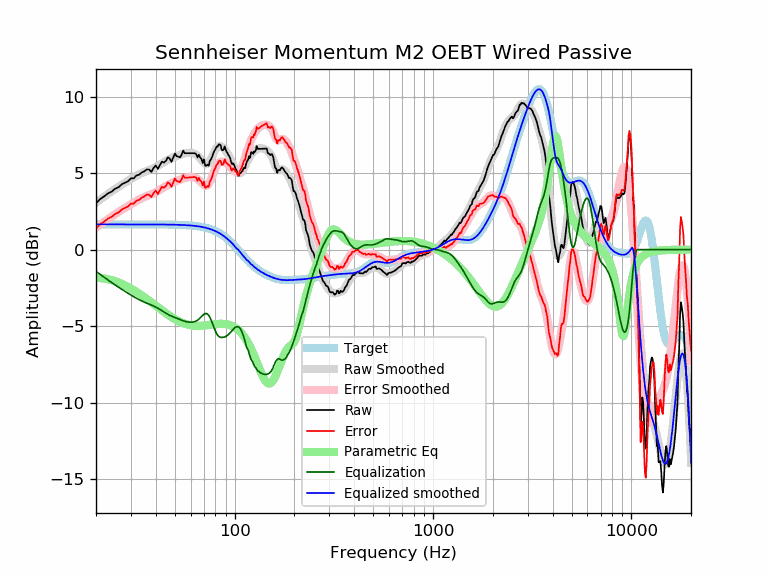 Sennheiser Momentum M2 OEBT Wired Passive
Amplitude (dBr)
10
5
0
−5
−10
−15
Target
Raw Smoothed
Error Smoothed
Raw
Error
Parametric Eq
Equalization
Equalized smoothed
100
1000
10000
Frequency (Hz)